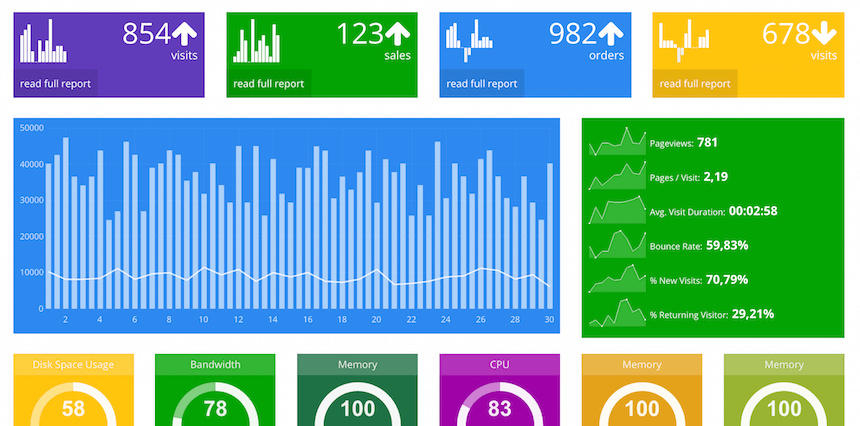 854
visits
read full report
123
sales
read full report
982
orders
read full report
678
visits
read full report
50000
40000
30000
20000
10000
0
2 4 6 8 10 12 14 16 18 20 22 24 26 28 30
Pageviews: 781
Pages / Visit: 2,19
Avg. Visit Duration: 00:02:58
Bounce Rate: 59,83%
% New Visits: 70,79%
% Returning Visitor: 29,21%
Disk Space Usage
58
Bandwidth
78
Memory
100
CPU
83
Memory
100
Memory
100